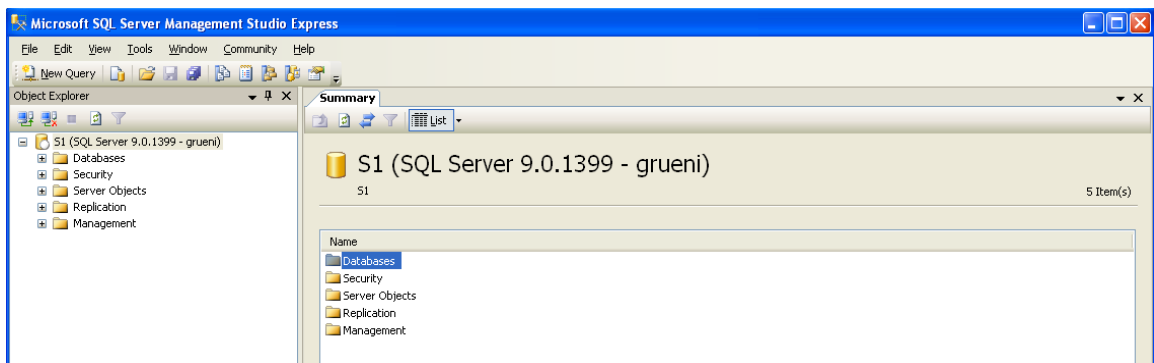 Microsoft SQL Server Management Studio Express
File Edit View Tools Window Community Help
New Query
Object Explorer
S1 (SQL Server 9.0.1399 - grueni)
Databases
Security
Server Objects
Replication
Management
Summary
List
S1 (SQL Server 9.0.1399 - grueni)
S1
5 Item(s)
Name
Databases
Security
Server Objects
Replication
Management